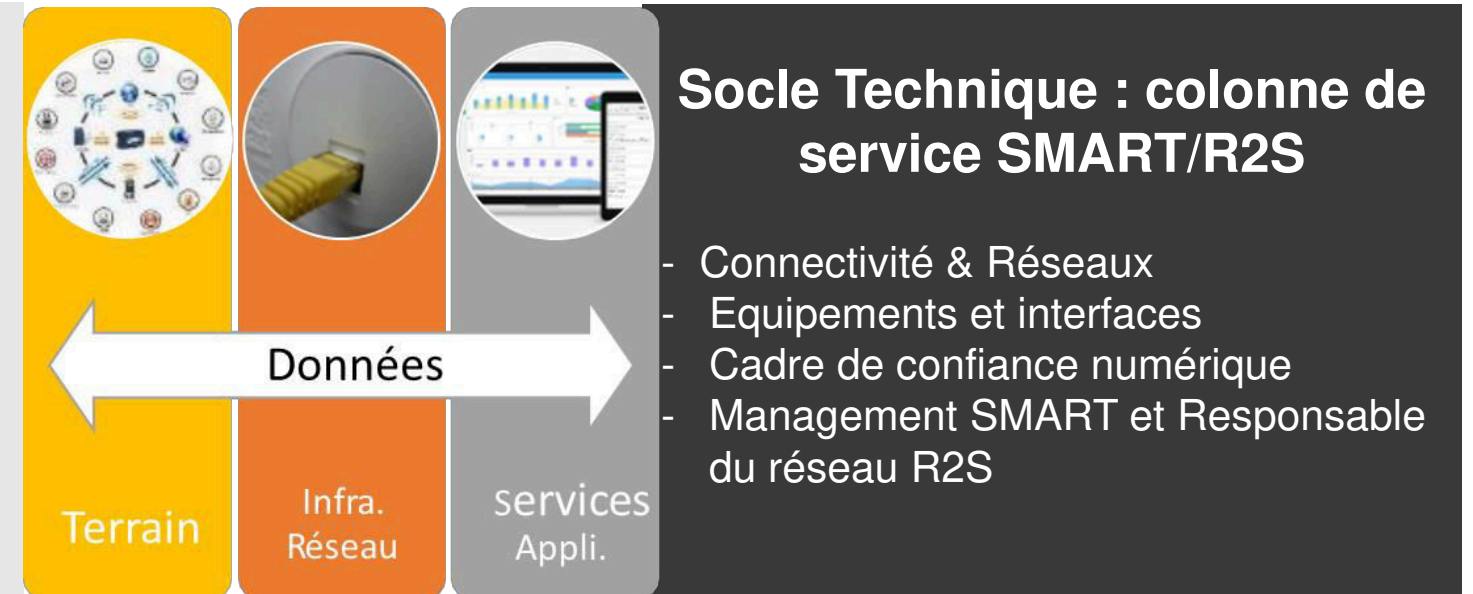 Socle Technique : colonne de
service SMART/R2S
- Connectivité & Réseaux
- Equipements et interfaces
- Cadre de confiance numérique
- Management SMART et Responsable
du réseau R2S
Données
Terrain
Infra.
Réseau
services
Appli.